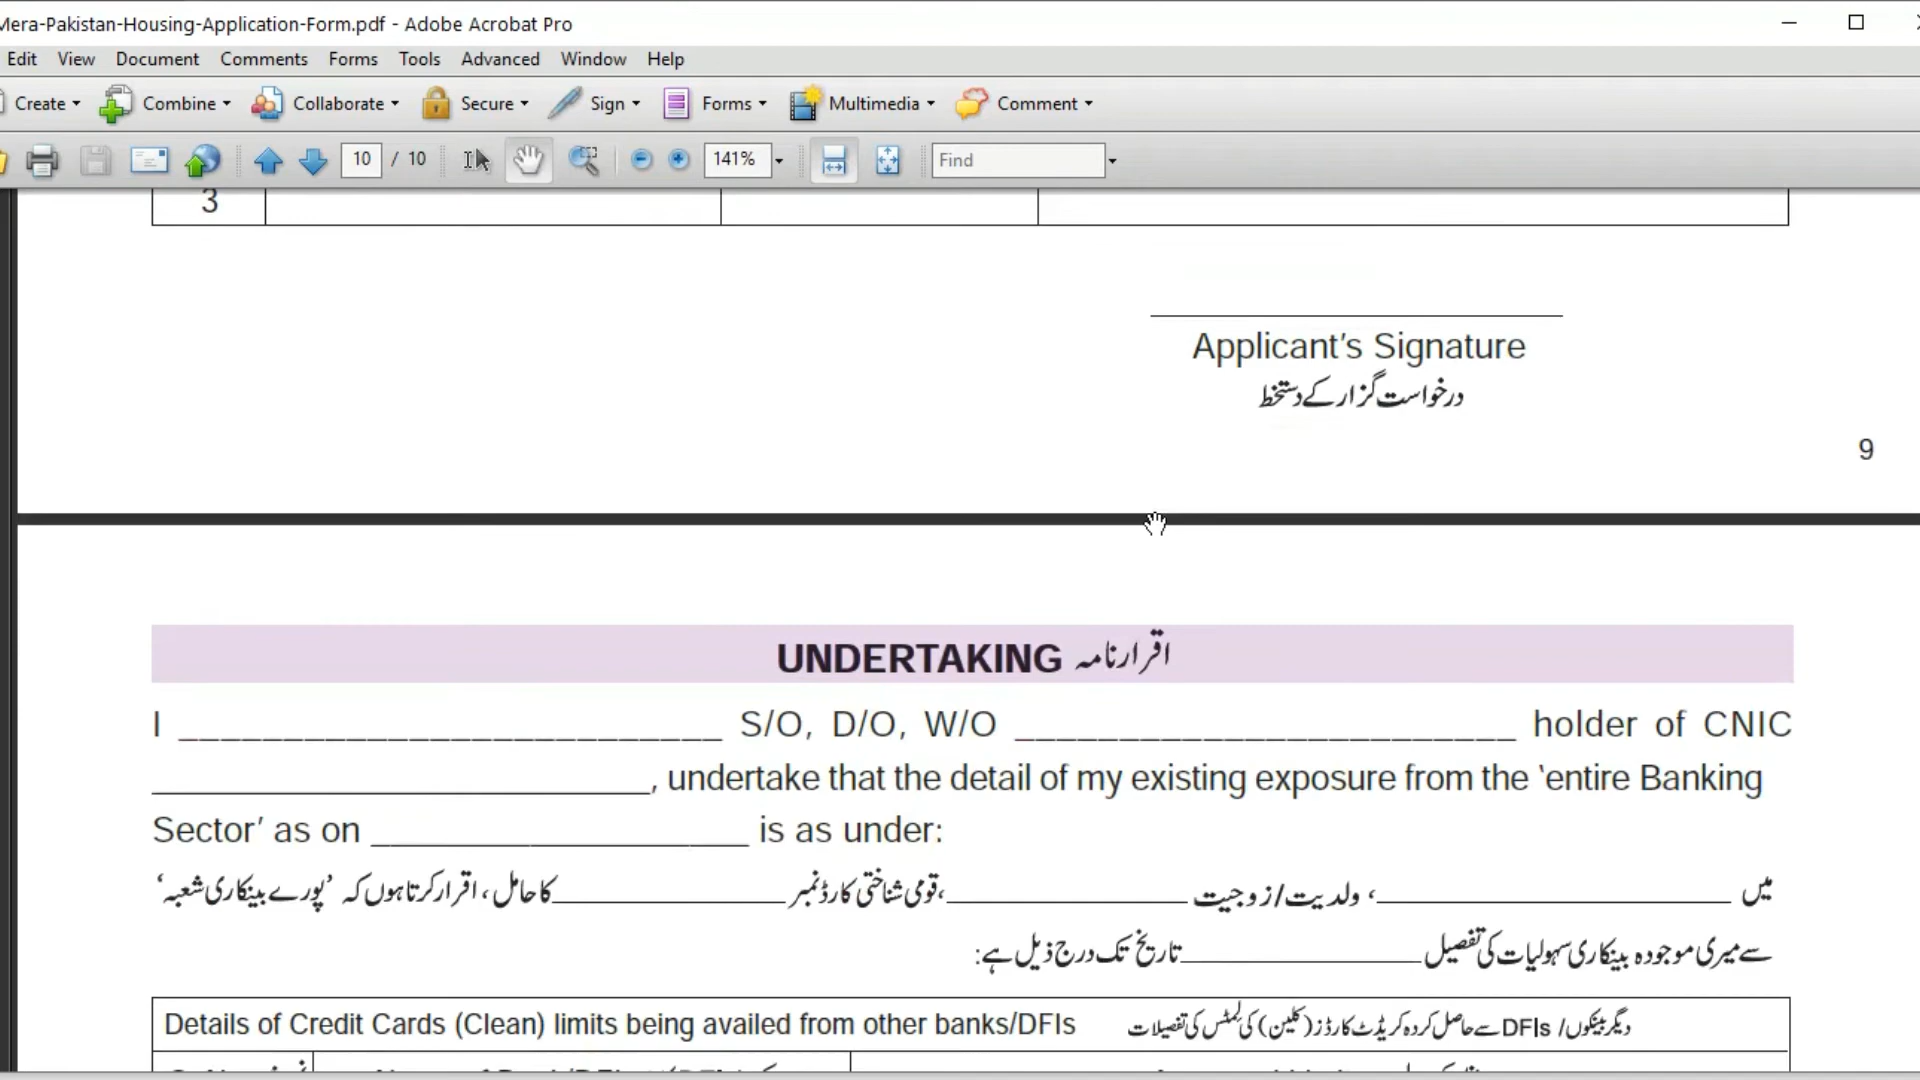 Mera-Pakistan-Housing-Application-Form.pdf - Adobe Acrobat Pro
Edit View Document Comments Forms Tools Advanced Window Help
Create Combine Collaborate Secure Sign Forms Multimedia Comment
10 / 10 141% Find
3
Applicant's Signature
درخواست گزار کے دستخط
9
UNDERTAKING اقرارنامہ
I __________________________ S/O, D/O, W/O ________________________ holder of CNIC
__________________________, undertake that the detail of my existing exposure from the 'entire Banking
Sector' as on ___________________ is as under:
میں ____________________، ولدیت/زوجیت ______________،قومی شناختی کارڈ نمبر ______________ کا حامل، اقرار کرتا ہوں کہ 'پورے بینکاری شعبہ'
سے میری موجودہ بینکاری سہولیات کی تفصیل ______________ تاریخ تک درج ذیل ہے:
Details of Credit Cards (Clean) limits being availed from other banks/DFIs دیگر بینکوں/ DFIs سے حاصل کردہ کریڈٹ کارڈز (کلین) کی لمٹس کی تفصیلات